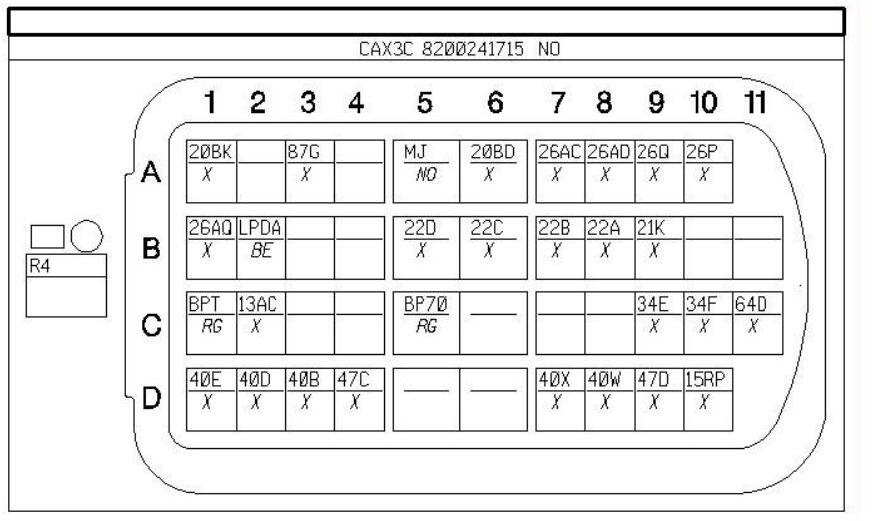 CAX3C 8200241715 NO
1 2 3 4 5 6 7 8 9 10 11
A
20BK 87G MJ 20BD 26AC 26AD 26Q 26P
X X NO X X X X X
B
26AQ LPDA 22D 22C 22B 22A 21K
X BE X X X X X
R4
C
BPT 13AC BP70 34E 34F 64D
RG X RG X X X
D
40E 40D 40B 47C 40X 40W 47D 15RP
X X X X X X X X